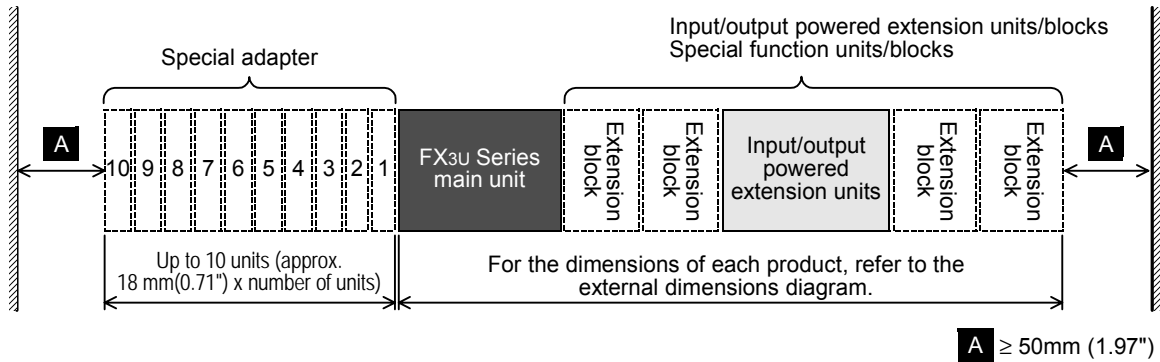 Input/output powered extension units/blocks
Special function units/blocks
Special adapter
A
10 9 8 7 6 5 4 3 2 1
FX3U Series
main unit
Extension
block
Extension
block
Input/output
powered
extension units
Extension
block
Extension
block
A
Up to 10 units (approx.
18 mm(0.71") x number of units)
For the dimensions of each product, refer to the
external dimensions diagram.
A ≥ 50mm (1.97")